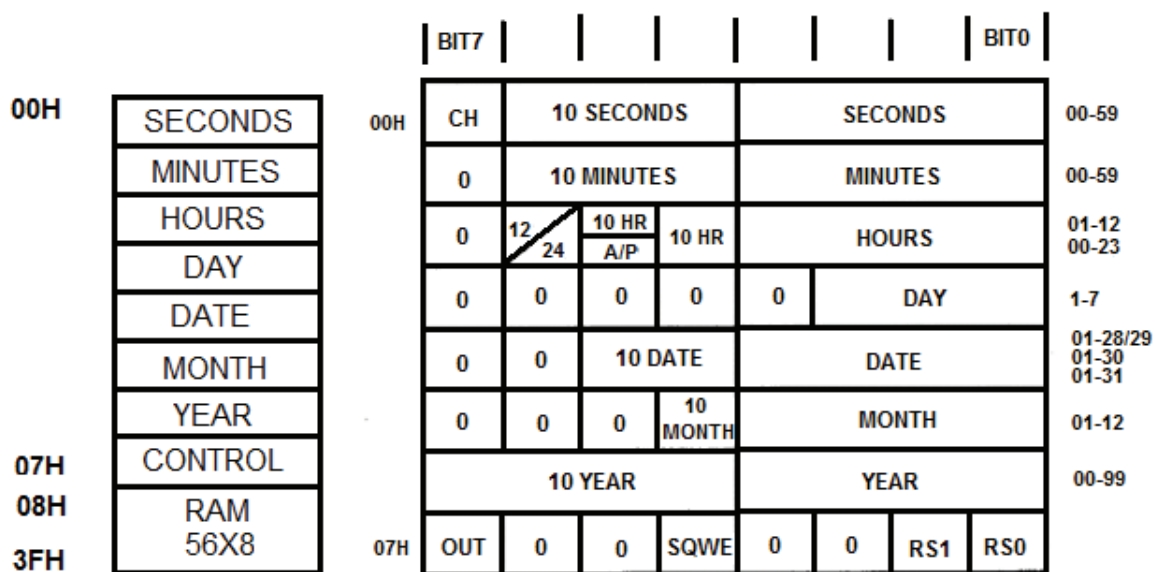 BIT7 BIT0
00H SECONDS
MINUTES
HOURS
DAY
DATE
MONTH
YEAR
07H CONTROL
08H RAM
3FH 56X8
00H CH 10 SECONDS SECONDS 00-59
0 10 MINUTES MINUTES 00-59
0 12/24 10 HR A/P 10 HR HOURS 01-12 00-23
0 0 0 0 0 DAY 1-7
0 0 10 DATE DATE 01-28/29 01-30 01-31
0 0 0 10 MONTH MONTH 01-12
10 YEAR YEAR 00-99
07H OUT 0 0 SQWE 0 0 RS1 RS0